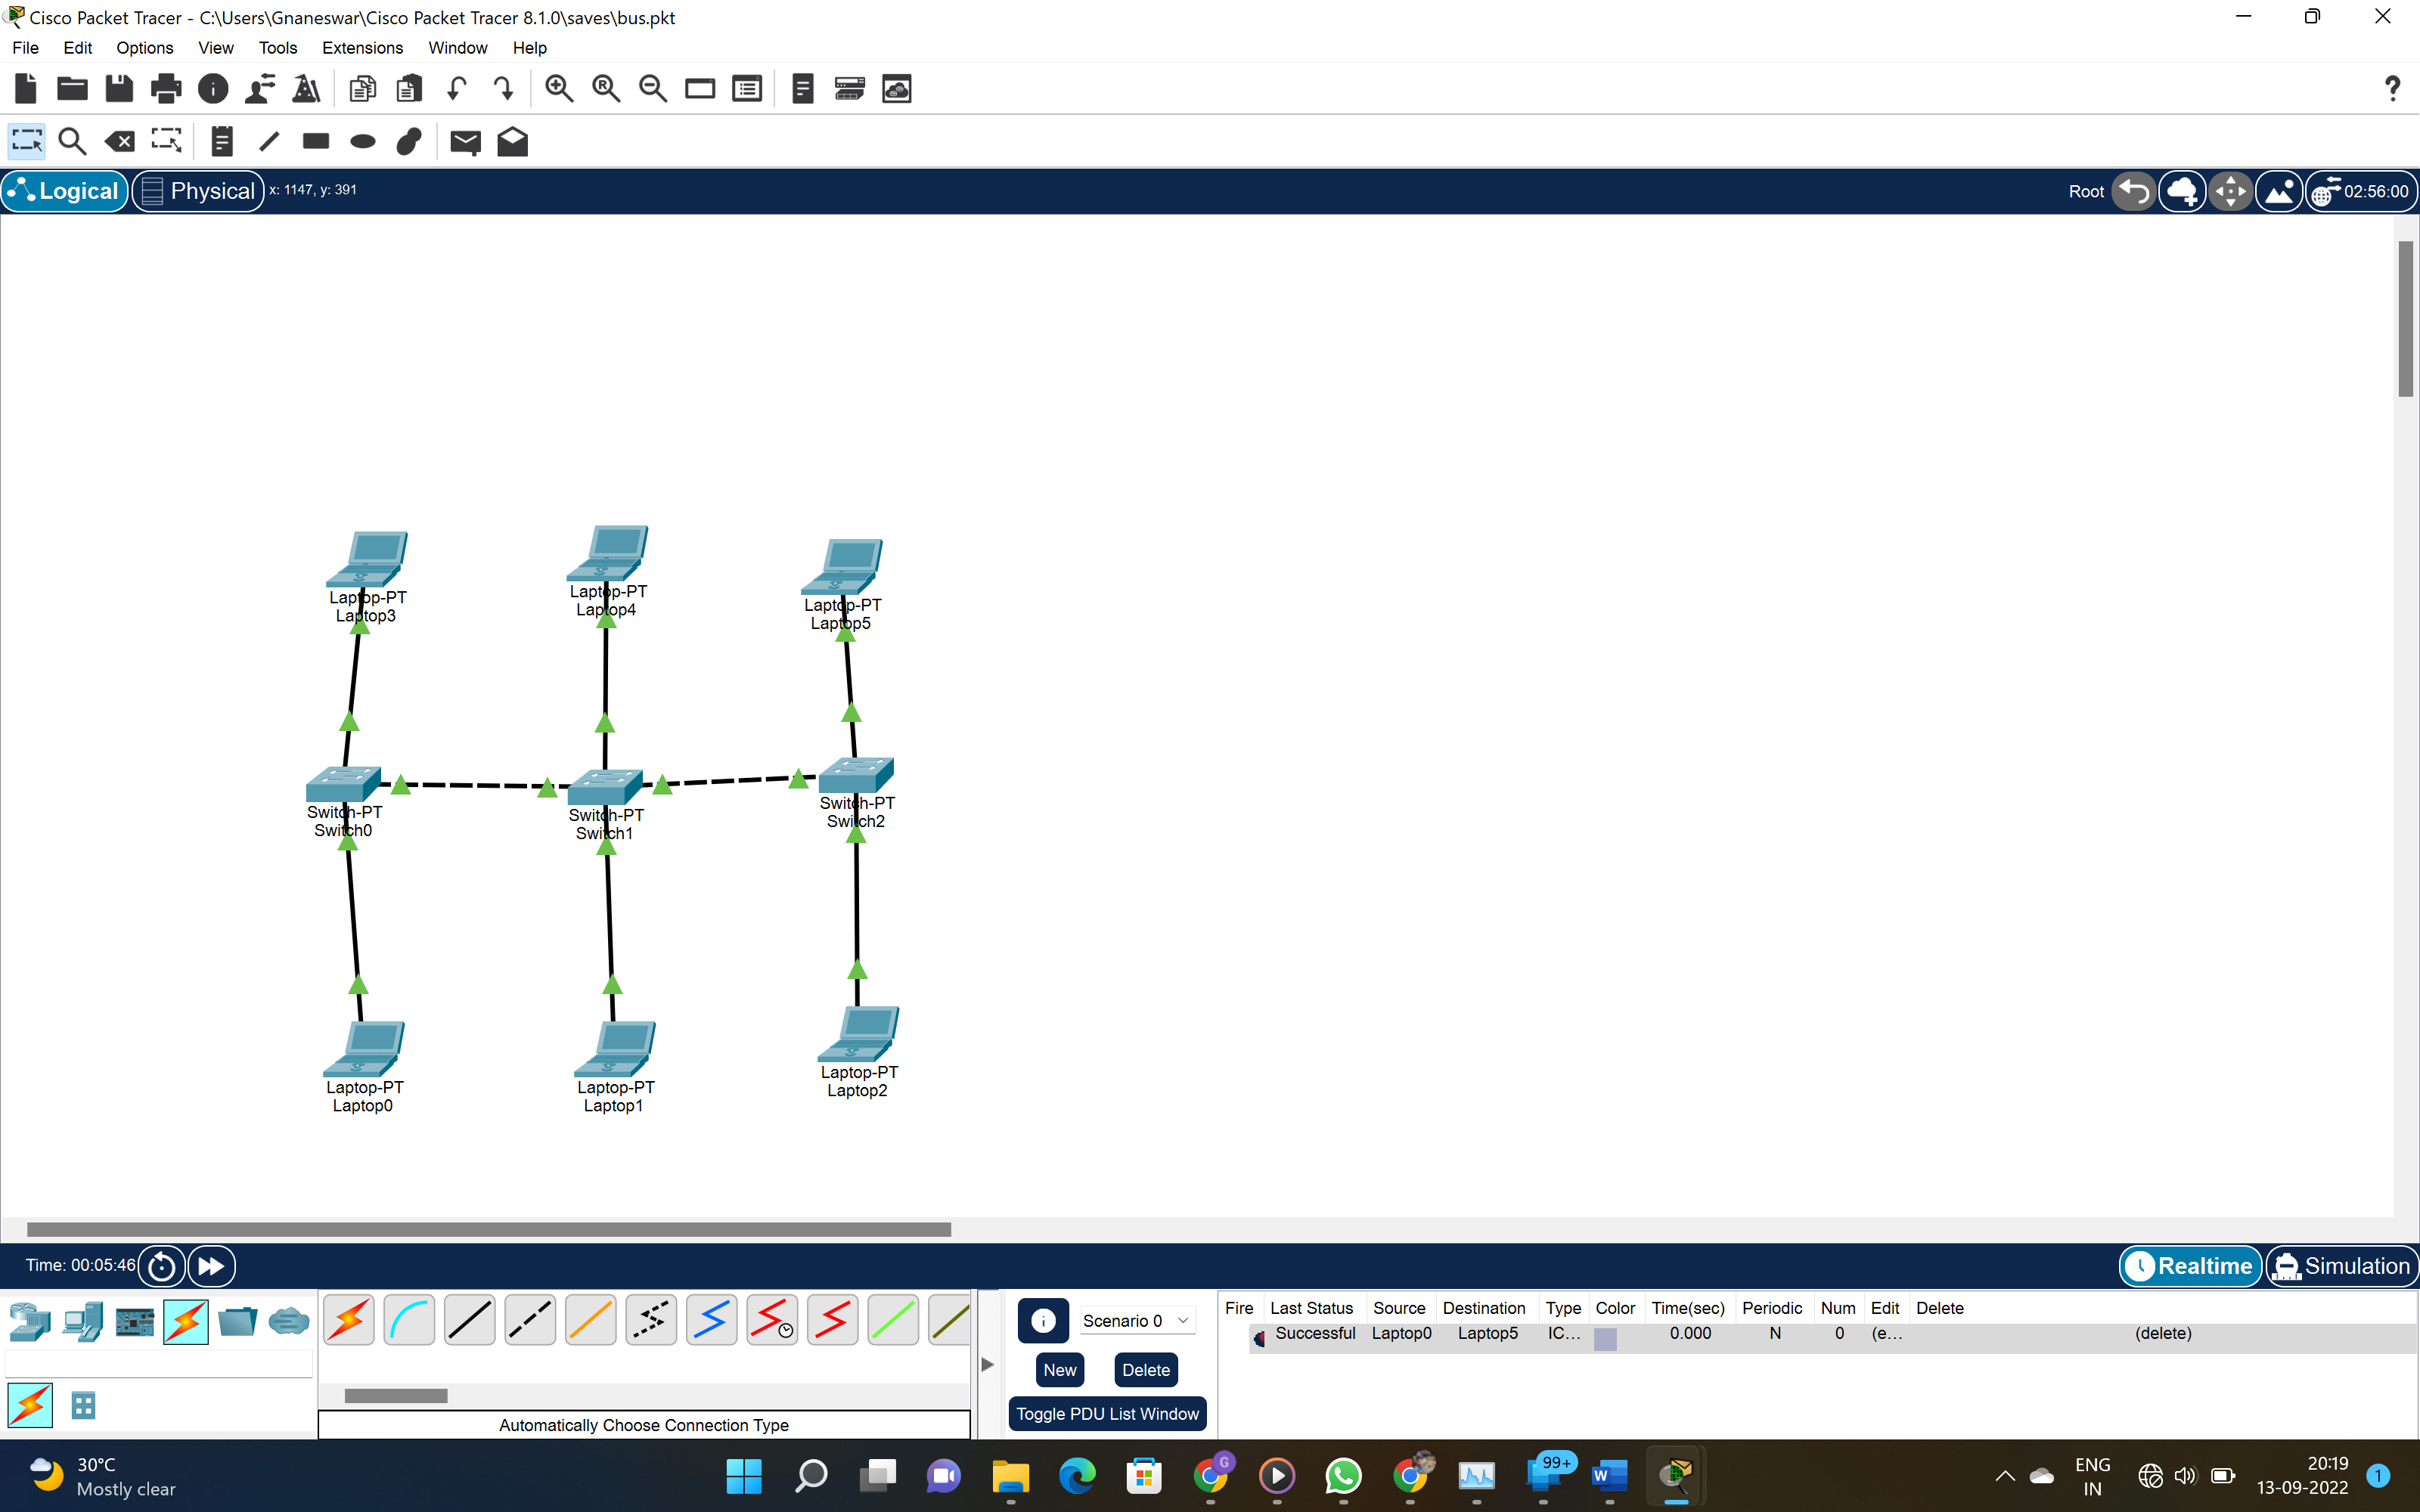 Cisco Packet Tracer - C:\Users\Gnaneswar\Cisco Packet Tracer 8.1.0\saves\bus.pkt
File Edit Options View Tools Extensions Window Help
Logical Physical x: 1147, y: 391 Root 02:56:00
Laptop-PT
Laptop3
Laptop-PT
Laptop4
Laptop-PT
Laptop5
Switch-PT
Switch0
Switch-PT
Switch1
Switch-PT
Switch2
Laptop-PT
Laptop0
Laptop-PT
Laptop1
Laptop-PT
Laptop2
Time: 00:05:46 Realtime Simulation
Scenario 0
New Delete
Toggle PDU List Window
Fire Last Status Source Destination Type Color Time(sec) Periodic Num Edit Delete
Successful Laptop0 Laptop5 IC... 0.000 N 0 (e... (delete)
Automatically Choose Connection Type
30°C
Mostly clear
G
99+
W
ENG
IN
20:19
13-09-2022
1